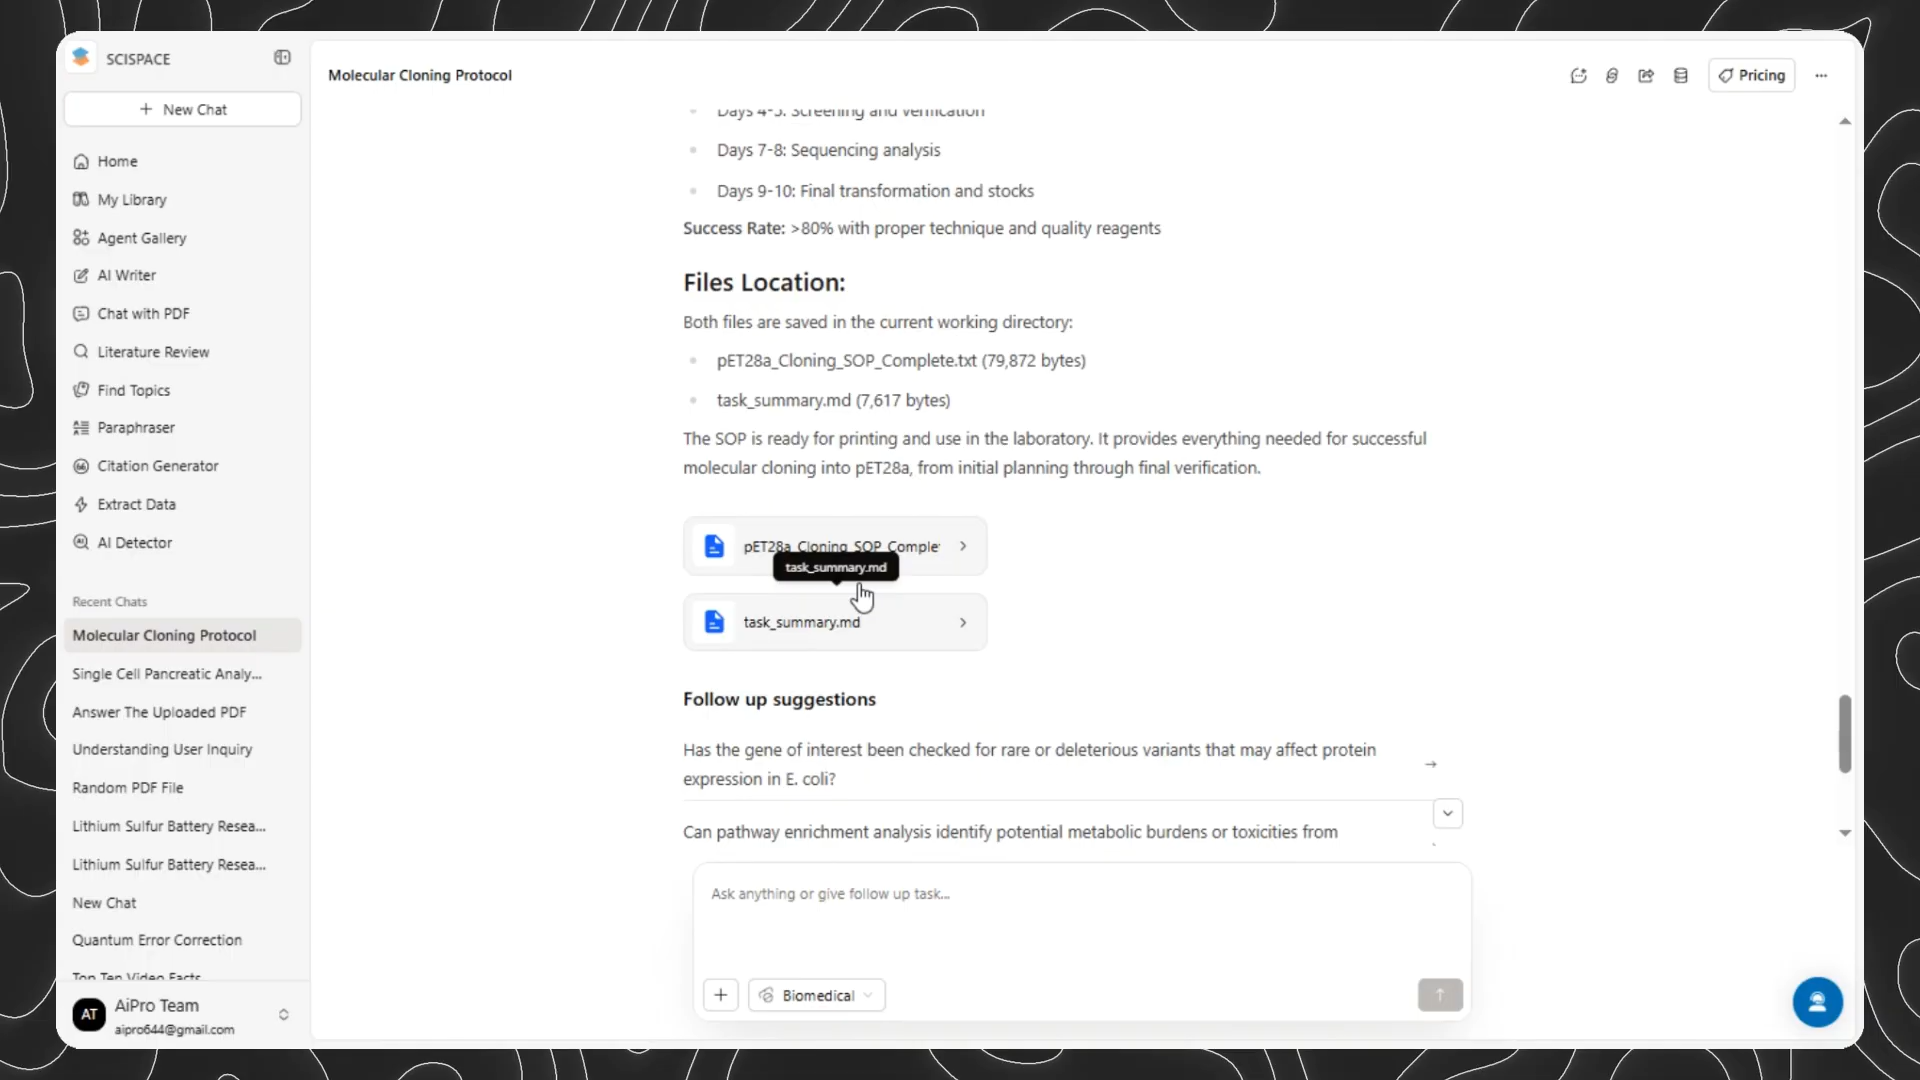 SCISPACE
New Chat
Home
My Library
Agent Gallery
AI Writer
Chat with PDF
Literature Review
Find Topics
Paraphraser
Citation Generator
Extract Data
AI Detector
Recent Chats
Molecular Cloning Protocol
Single Cell Pancreatic Analy...
Answer The Uploaded PDF
Understanding User Inquiry
Random PDF File
Lithium Sulfur Battery Resea...
Lithium Sulfur Battery Resea...
New Chat
Quantum Error Correction
Top Ten Video Facts
AT
AiPro Team
aipro644@gmail.com
Molecular Cloning Protocol
Pricing
Days 4-5: Screening and verification
Days 7-8: Sequencing analysis
Days 9-10: Final transformation and stocks
Success Rate: >80% with proper technique and quality reagents
Files Location:
Both files are saved in the current working directory:
pET28a_Cloning_SOP_Complete.txt (79,872 bytes)
task_summary.md (7,617 bytes)
The SOP is ready for printing and use in the laboratory. It provides everything needed for successful
molecular cloning into pET28a, from initial planning through final verification.
pET28a_Cloning_SOP_Comple
task_summary.md
task_summary.md
Follow up suggestions
Has the gene of interest been checked for rare or deleterious variants that may affect protein
expression in E. coli?
Can pathway enrichment analysis identify potential metabolic burdens or toxicities from
Ask anything or give follow up task...
Biomedical